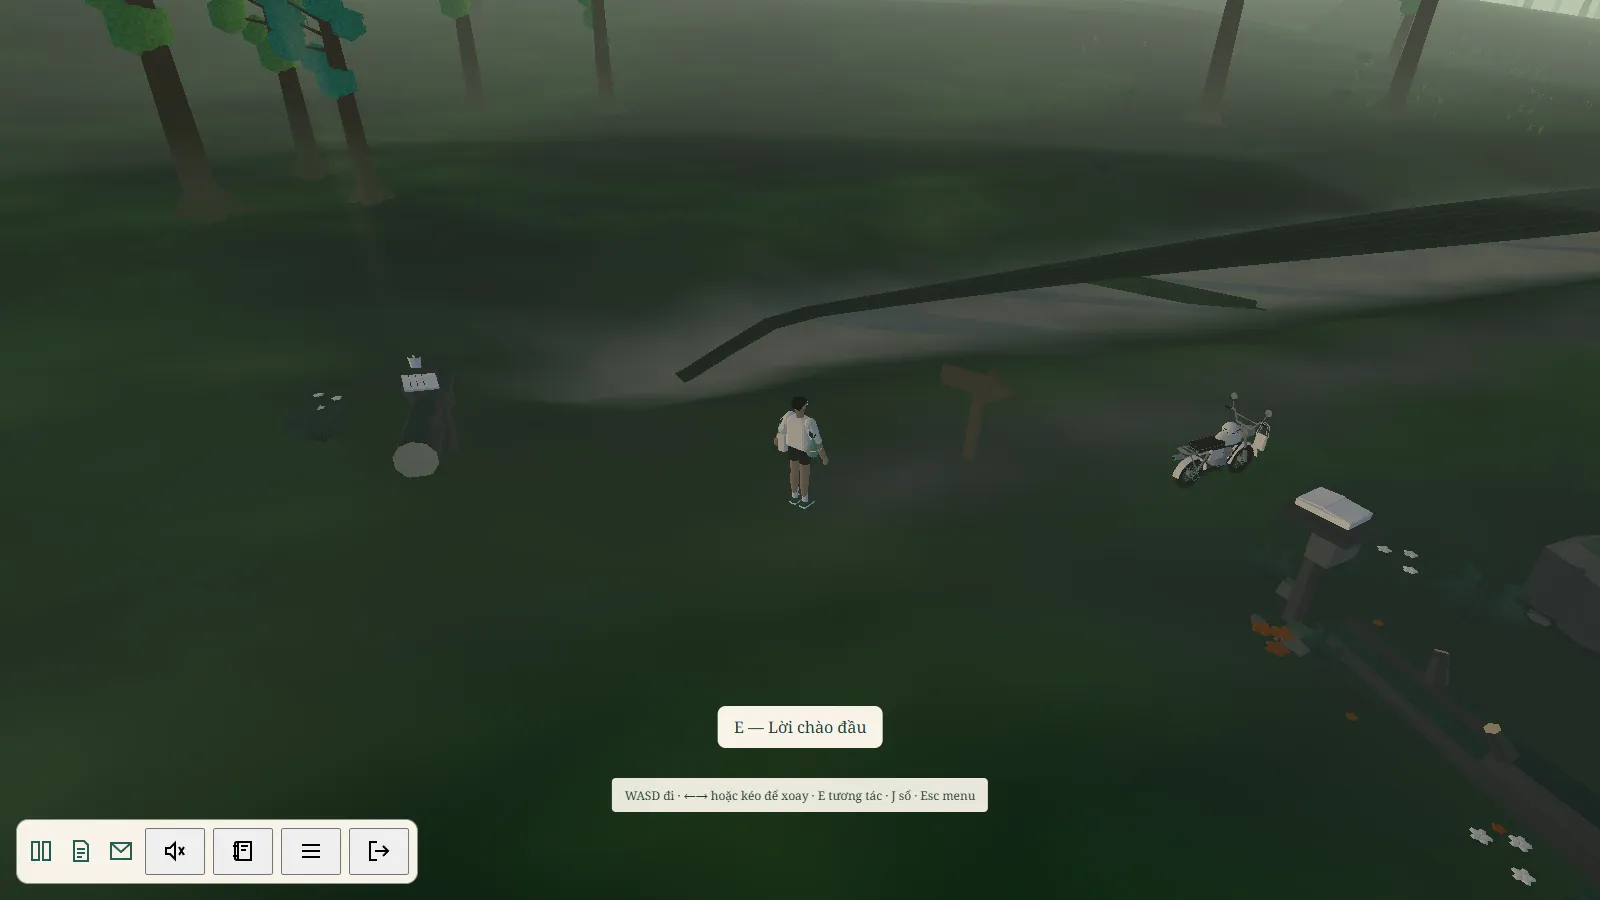 E — Lời chào đầu
WASD đi · ←→ hoặc kéo để xoay · E tương tác · J sổ · Esc menu